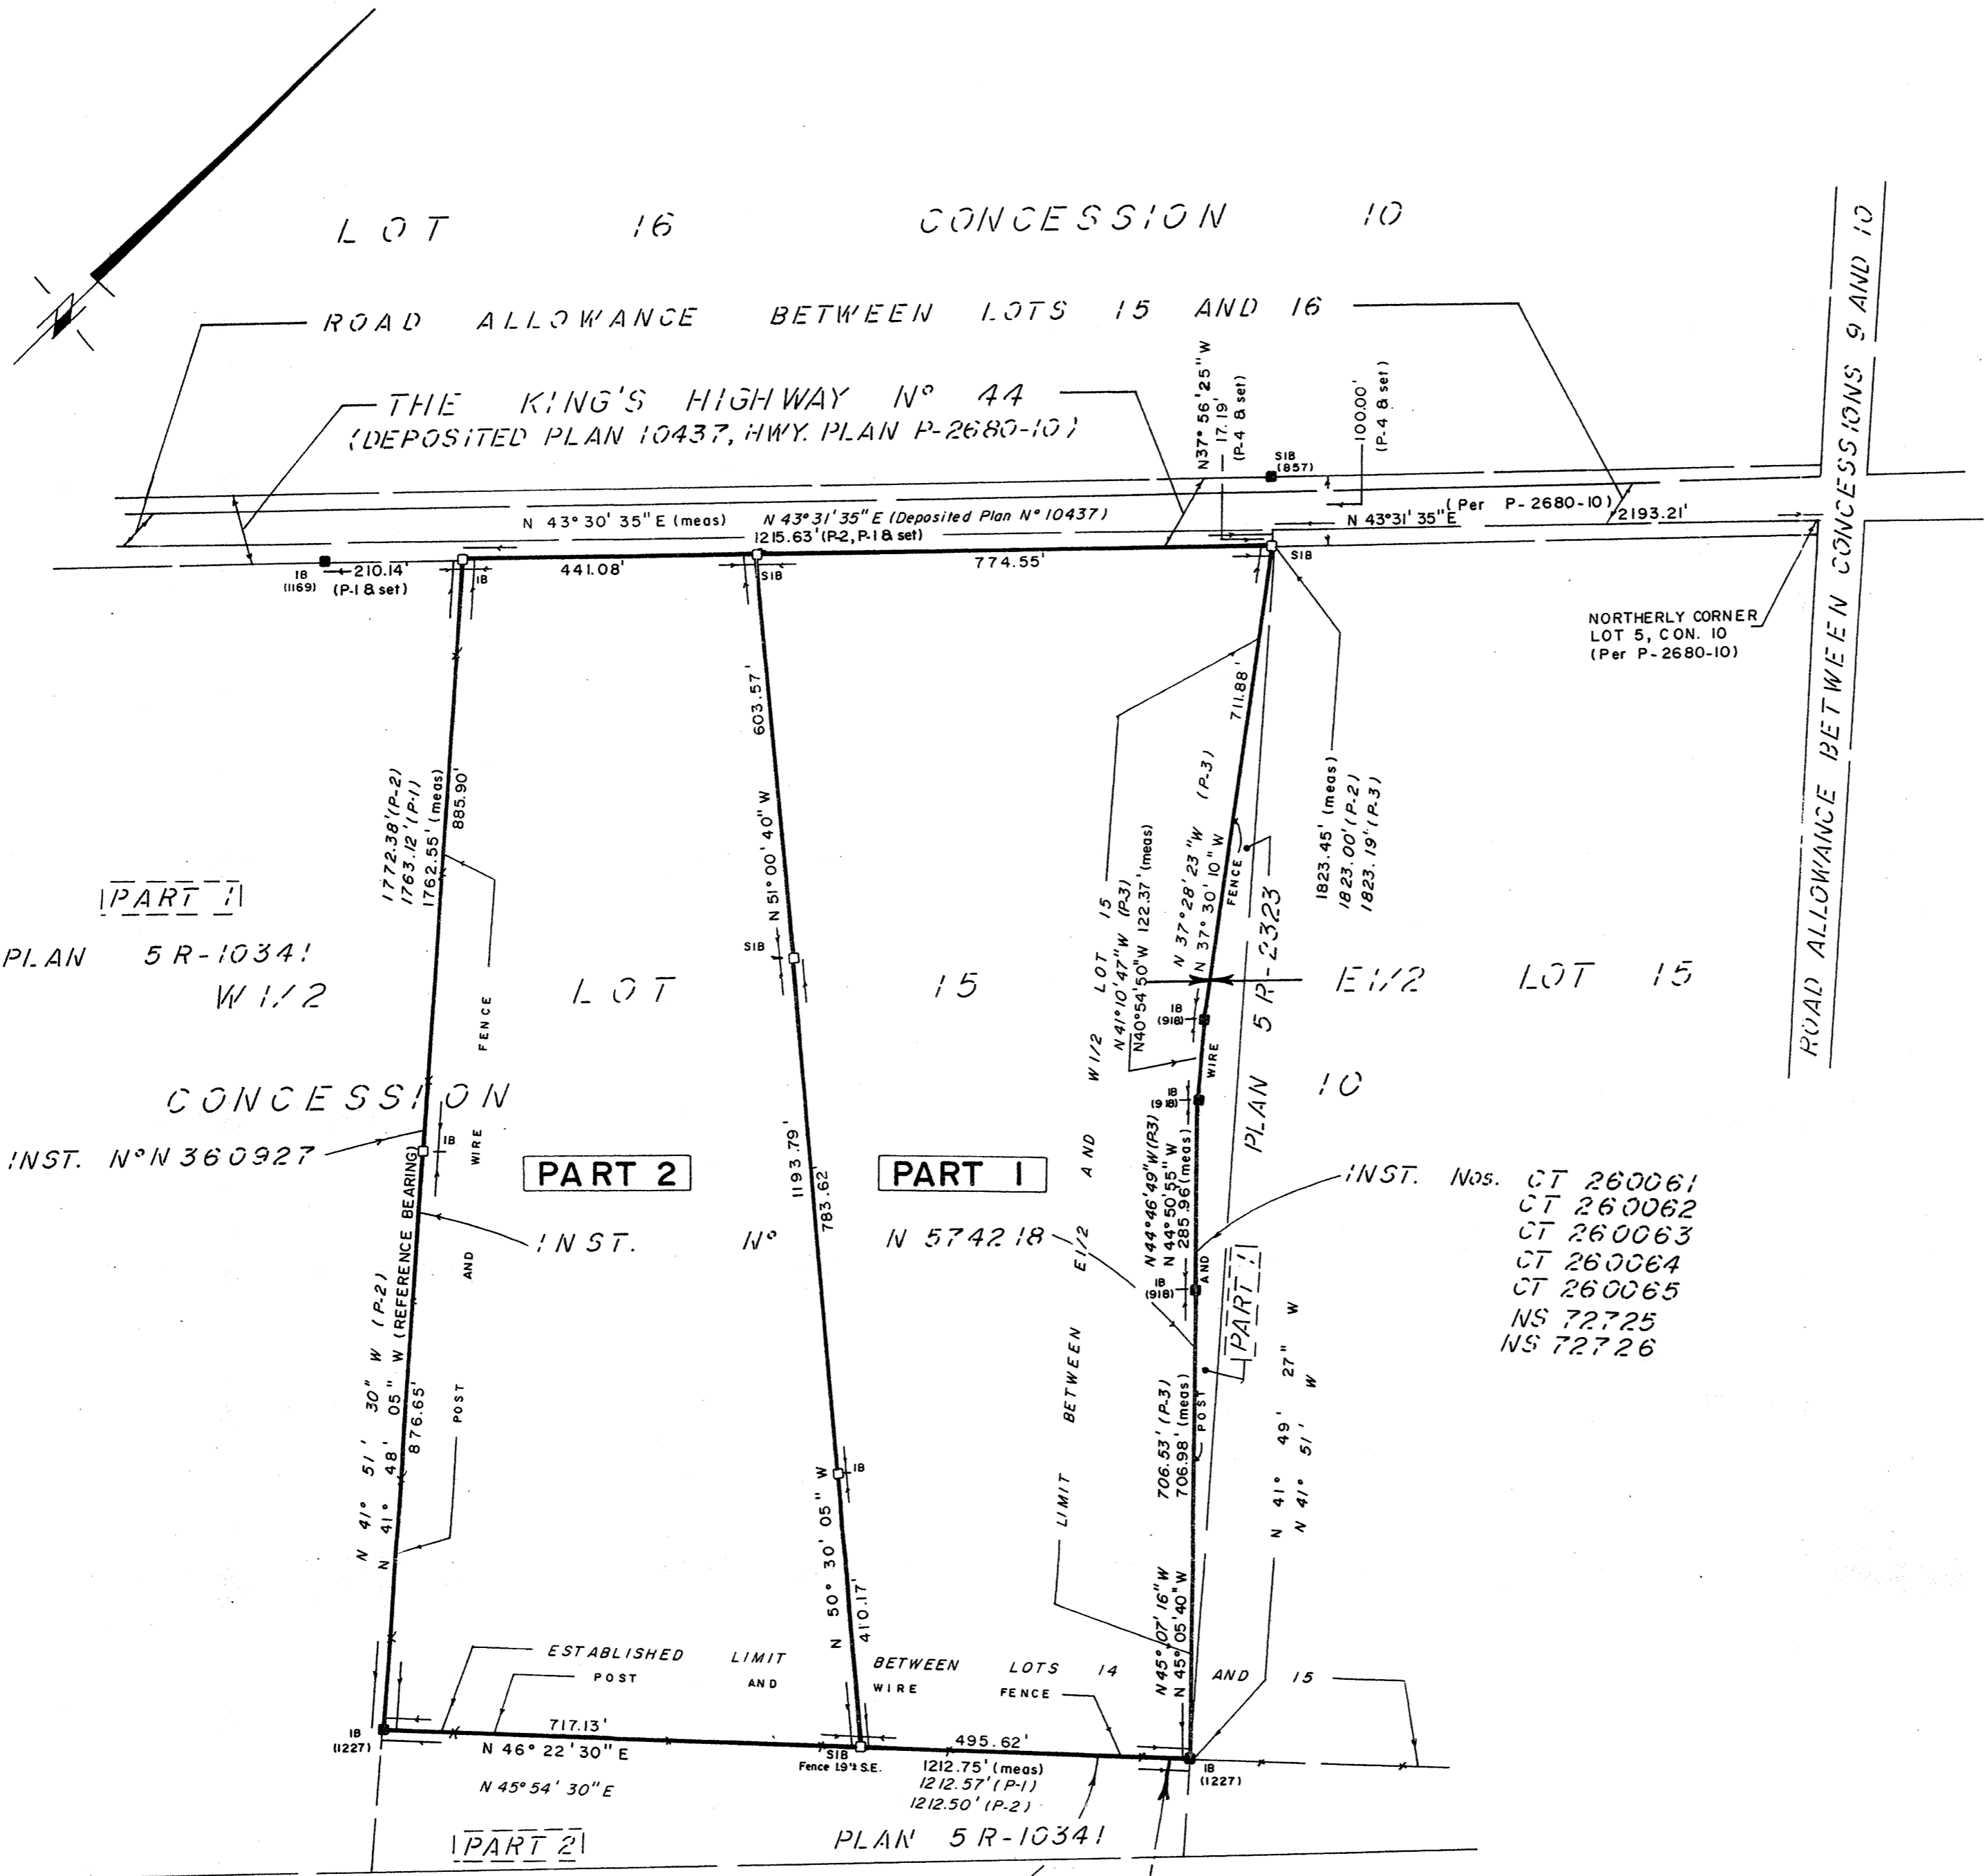 LOT 16 CONCESSION 10
ROAD ALLOWANCE BETWEEN LOTS 15 AND 16
THE KING'S HIGHWAY Nº 44
(DEPOSITED PLAN 10437, HWY. PLAN P-2680-10)
N37° 56' 25" W
17.19'
(P-4 & set)
100.00'
(P-4 & set)
SIB
(857)
N 43° 30' 35" E (meas)
N 43° 31' 35" E (Deposited Plan Nº 10437)
1215.63' (P-2, P-1 & set)
(Per P-2680-10)
N 43° 31' 35" E
2193.21'
IB
(1169)
210.14'
(P-1 & set)
IB
441.08'
SIB
774.55'
SIB
NORTHERLY CORNER
LOT 5, CON. 10
(Per P-2680-10)
ROAD ALLOWANCE BETWEEN CONCESSIONS 9 AND 10
1772.38' (P-2)
1763.12' (P-1)
1762.55' (meas)
885.90'
603.57'
N 51° 00' 40" W
SIB
711.88'
N 37° 28' 23" W (P-3)
N 37° 30' 10" W
FENCE
1823.45' (meas)
1823.00' (P-2)
1823.19' (P-3)
N 41° 10' 47" W (P-3)
N 40° 54' 50" W 122.37' (meas)
PART 1
PLAN 5R-10341
W 1/2 LOT 15 E 1/2 LOT 15
FENCE
IB
(918)
WIRE
PLAN 5R-2323
CONCESSION 10
IB
(918)
INST. Nº N 360927
IB
WIRE
PART 2
PART 1
1193.79'
783.62'
N 44° 46' 49" W (P-3)
N 44° 50' 55" W
285.96' (meas)
AND
IB
(918)
INST. Nº N 574218
INST. Nos. CT 260061
CT 260062
CT 260063
CT 260064
CT 260065
NS 72725
NS 72726
PART 1
AND
POST
N 41° 51' 30" W (P-2)
N 41° 48' 05" W (REFERENCE BEARING)
876.65'
IB
N 50° 30' 05" W
410.17'
LIMIT BETWEEN E1/2 AND W1/2 LOT 15
706.53' (P-3)
706.98' (meas)
POST
N 45° 07' 16" W
N 45° 05' 40" W
N 41° 49' 27" W
N 41° 51' W
ESTABLISHED LIMIT BETWEEN LOTS 14 AND 15
POST AND WIRE FENCE
IB
(1227)
717.13'
N 46° 22' 30" E
N 45° 54' 30" E
SIB
Fence 1.9'± S.E.
495.62'
1212.75' (meas)
1212.57' (P-1)
1212.50' (P-2)
IB
(1227)
PART 2
PLAN 5R-10341